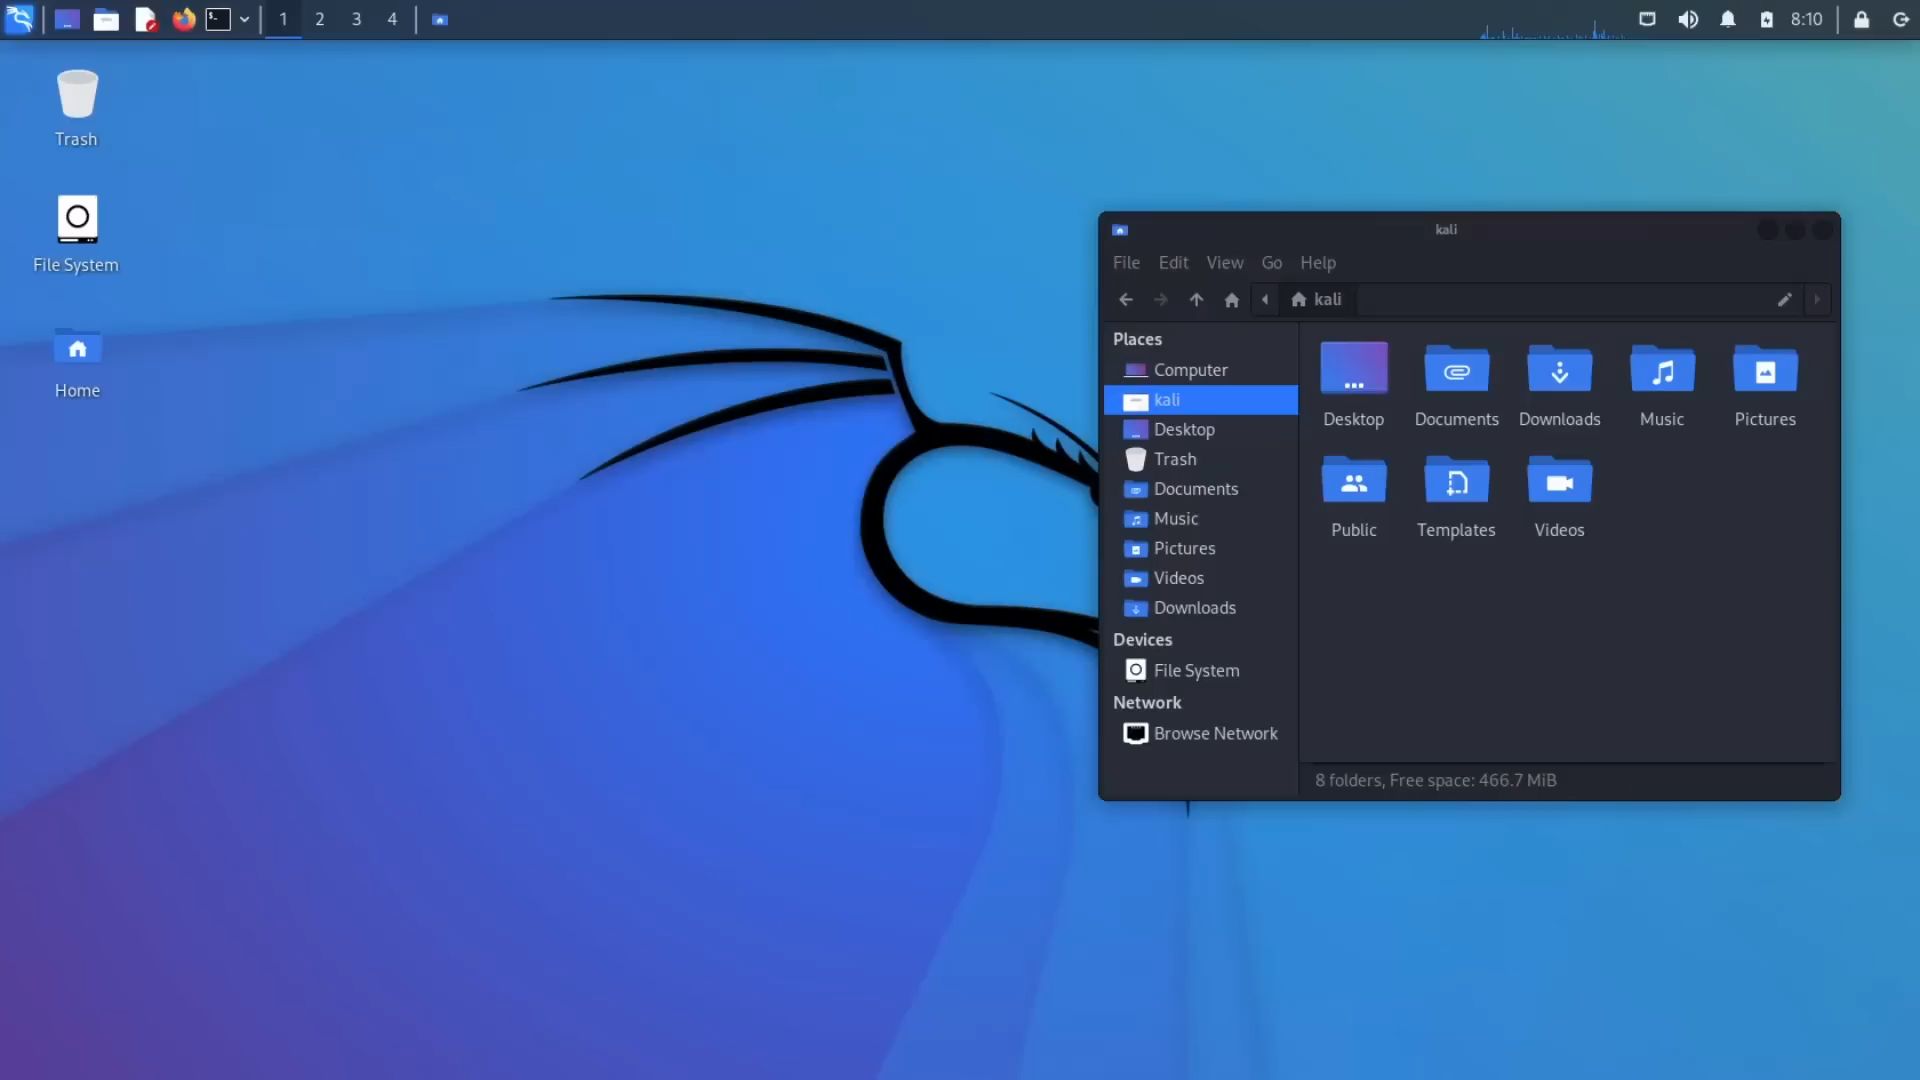 1 2 3 4
8:10
Trash
File System
Home
kali
File Edit View Go Help
kali
Places
Computer
kali
Desktop
Trash
Documents
Music
Pictures
Videos
Downloads
Devices
File System
Network
Browse Network
Desktop Documents Downloads Music Pictures
Public Templates Videos
8 folders, Free space: 466.7 MiB